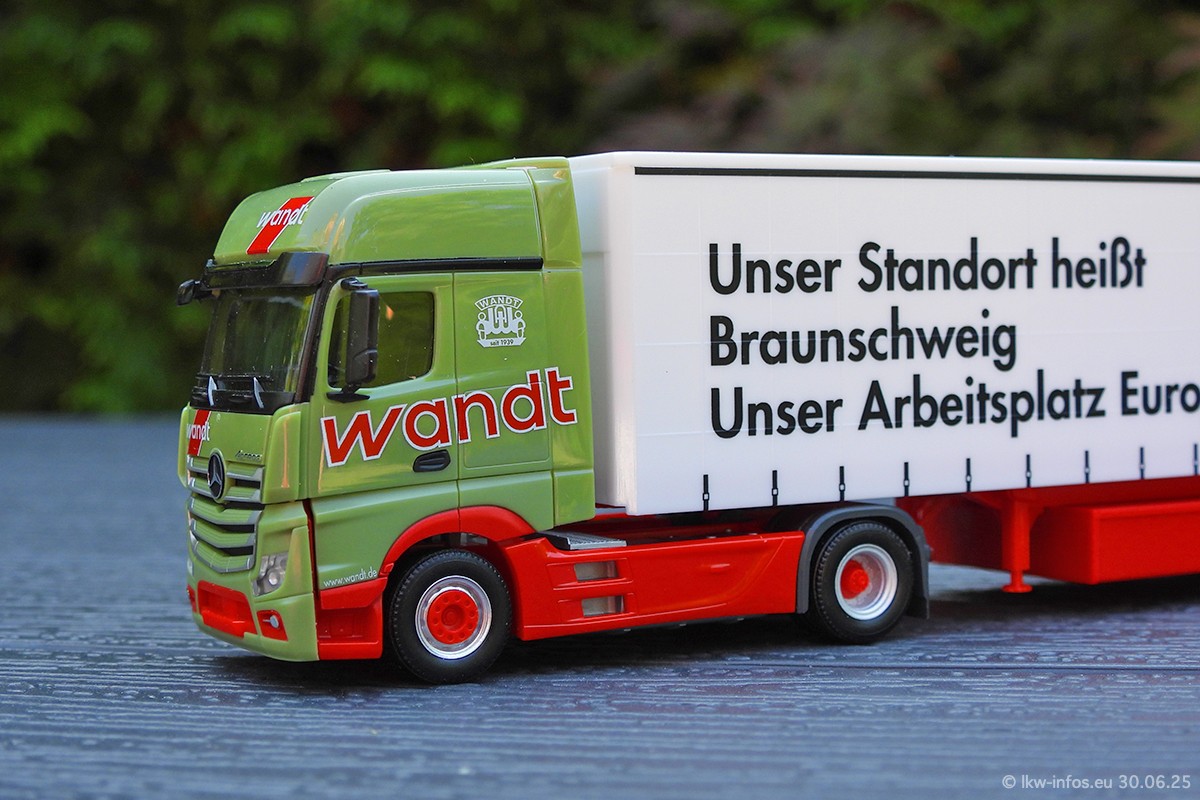 wandt
WANDT
seit 1939
wandt
wandt
www.wandt.de
Unser Standort heißt
Braunschweig
Unser Arbeitsplatz Euro
© lkw-infos.eu 30.06.25